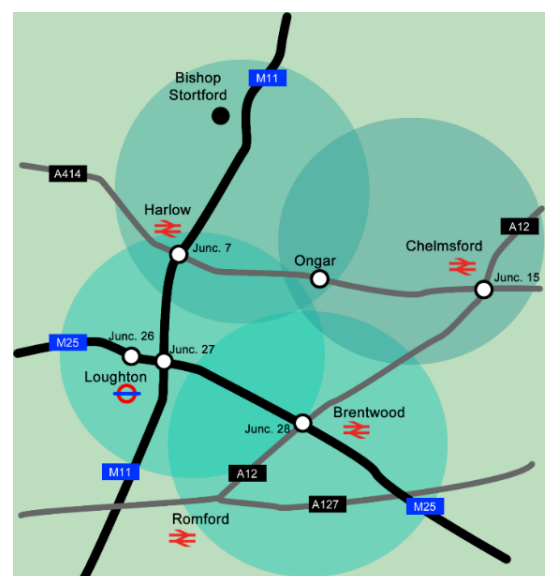 Bishop
Stortford
M11
A414
Harlow
A12
Junc. 7
Chelmsford
Ongar
Junc. 15
Junc. 26
M25
Junc. 27
Loughton
Brentwood
Junc. 28
M11
A12
A127
M25
Romford